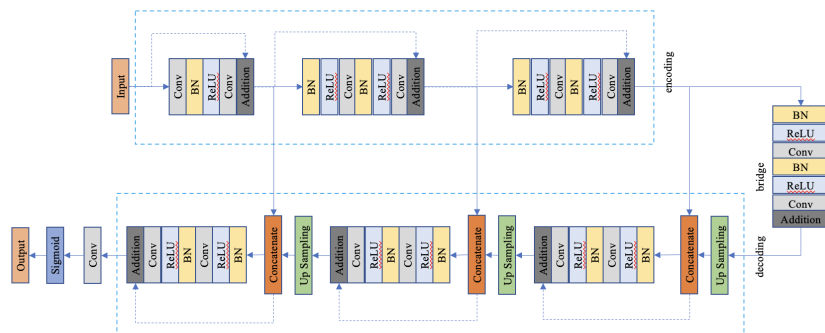 Input
Conv
BN
ReLU
Conv
Addition
BN
ReLU
Conv
BN
ReLU
Conv
Addition
BN
ReLU
Conv
BN
ReLU
Conv
Addition
encoding
BN
ReLU
Conv
BN
ReLU
Conv
Addition
bridge
decoding
Output
Sigmoid
Conv
Addition
Conv
ReLU
BN
Conv
ReLU
BN
Concatenate
Up Sampling
Addition
Conv
ReLU
BN
Conv
ReLU
BN
Concatenate
Up Sampling
Addition
Conv
ReLU
BN
Conv
ReLU
BN
Concatenate
Up Sampling